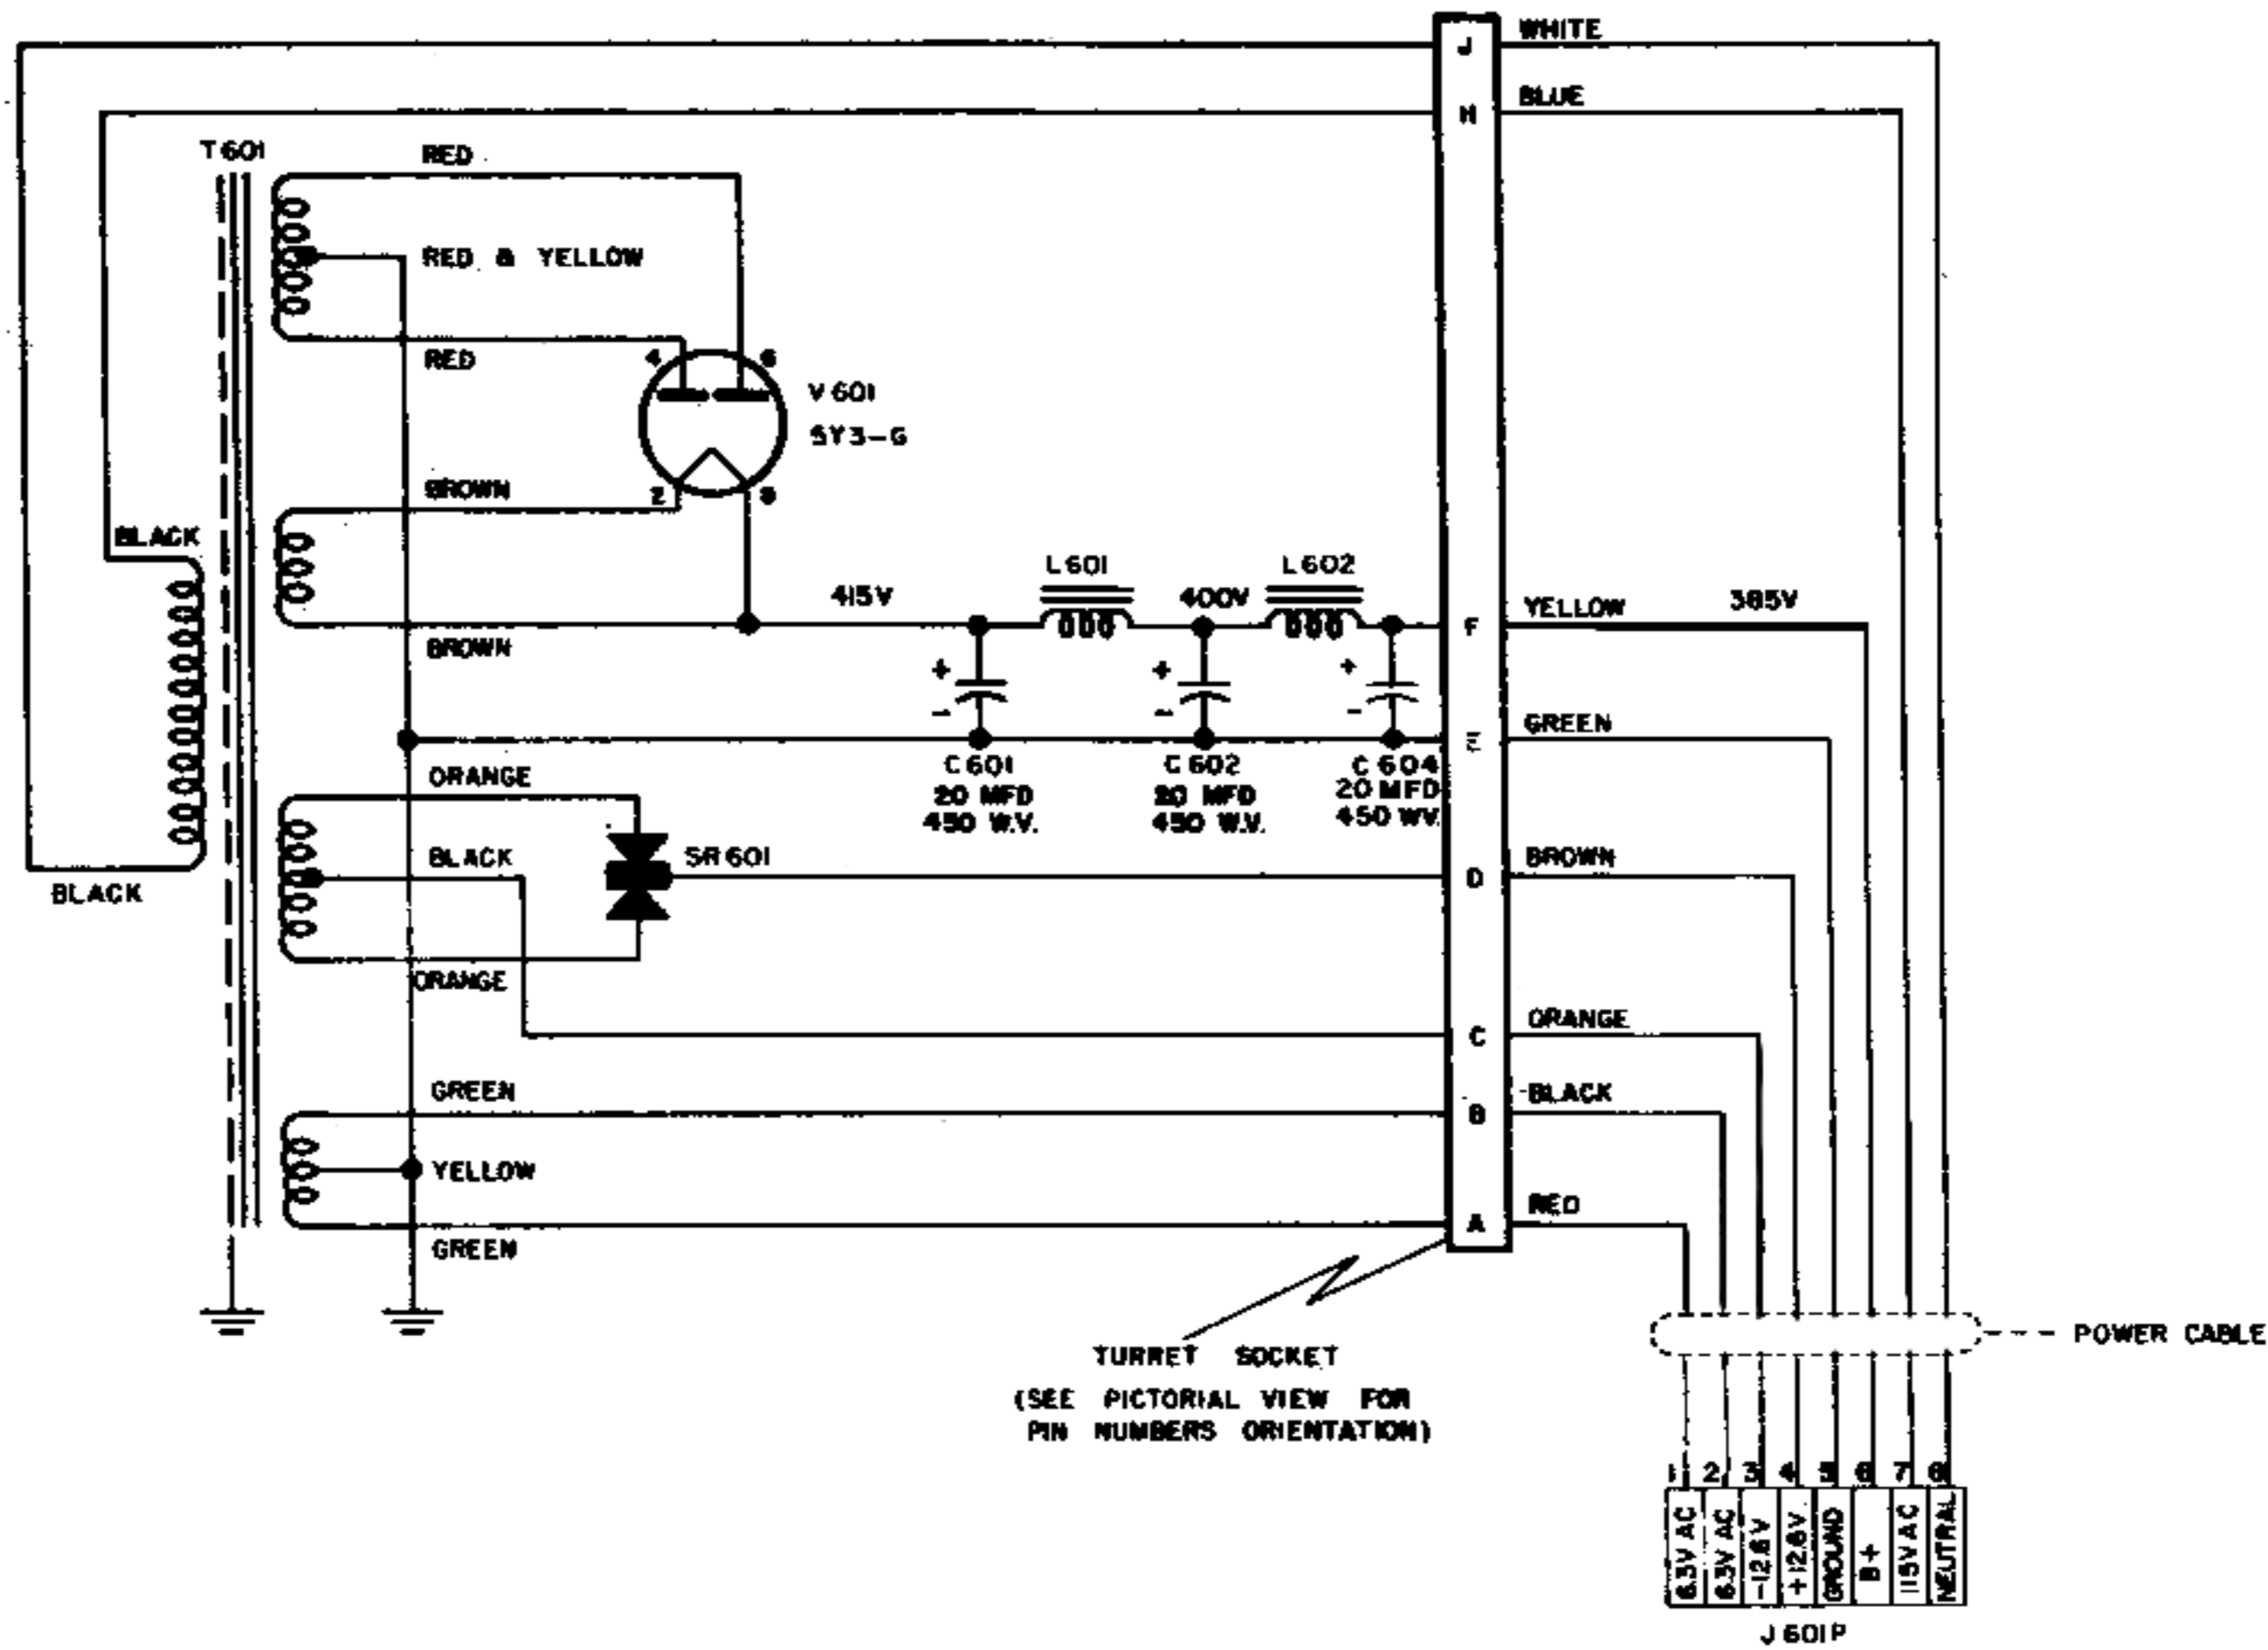 WHITE
J
BLUE
H
T601
RED
RED & YELLOW
RED
4 6
V601
5Y3-G
BROWN
2 8
BLACK
L601
L602
415V
400V
YELLOW
385V
F
BROWN
+
+
+
-
-
-
GREEN
E
ORANGE
C601
20 MFD
450 W.V.
C602
20 MFD
450 W.V.
C604
20 MFD
450 WV.
BLACK
SR601
BROWN
D
BLACK
ORANGE
ORANGE
C
GREEN
BLACK
B
YELLOW
RED
A
GREEN
TURRET SOCKET
(SEE PICTORIAL VIEW FOR
PIN NUMBERS ORIENTATION)
POWER CABLE
1 2 3 4 5 6 7 8
6.3V AC
6.3V AC
-12.6V
+12.6V
GROUND
B+
115V AC
NEUTRAL
J601P